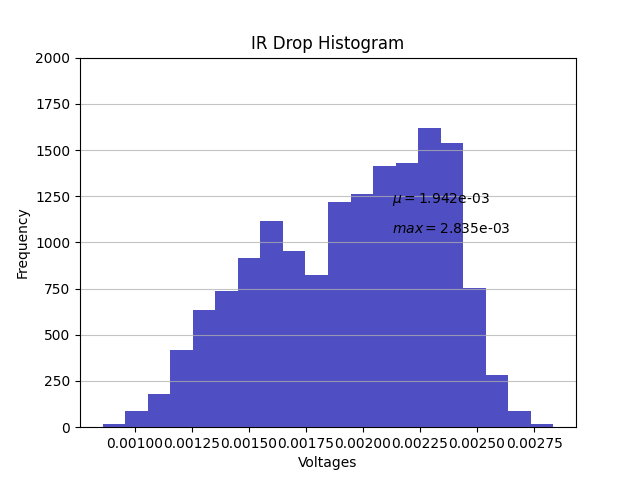 IR Drop Histogram
2000
1750
1500
1250
1000
750
500
250
0
Frequency
μ = 1.942e-03
max = 2.835e-03
0.00100 0.00125 0.00150 0.00175 0.00200 0.00225 0.00250 0.00275
Voltages